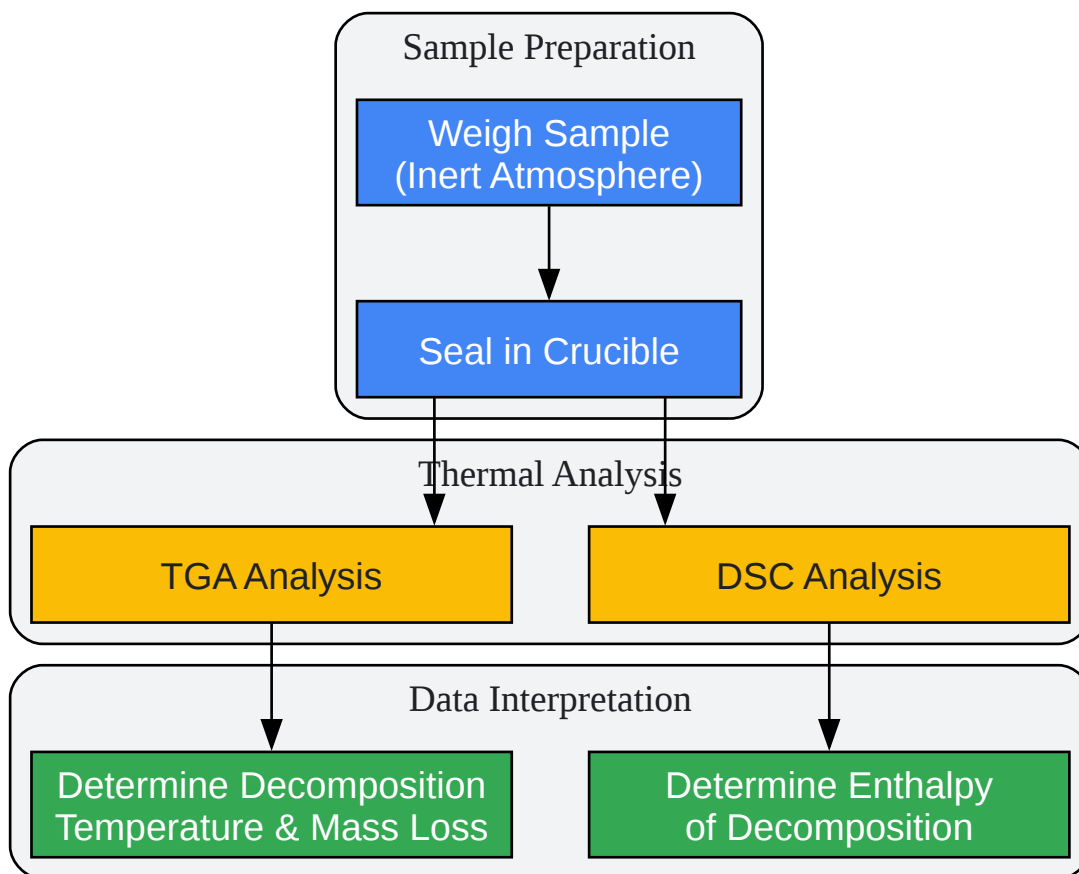 Sample Preparation
Weigh Sample
(Inert Atmosphere)
Seal in Crucible
Thermal Analysis
TGA Analysis
DSC Analysis
Data Interpretation
Determine Decomposition
Temperature & Mass Loss
Determine Enthalpy
of Decomposition